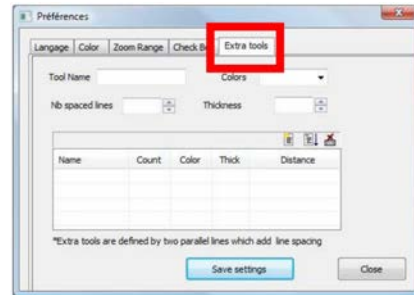 Préférences
Langage Color Zoom Range Check B Extra tools
Tool Name Colors
Nb spaced lines Thickness
Name Count Color Thick Distance
"Extra tools are defined by two parallel lines which add line spacing
Save settings Close